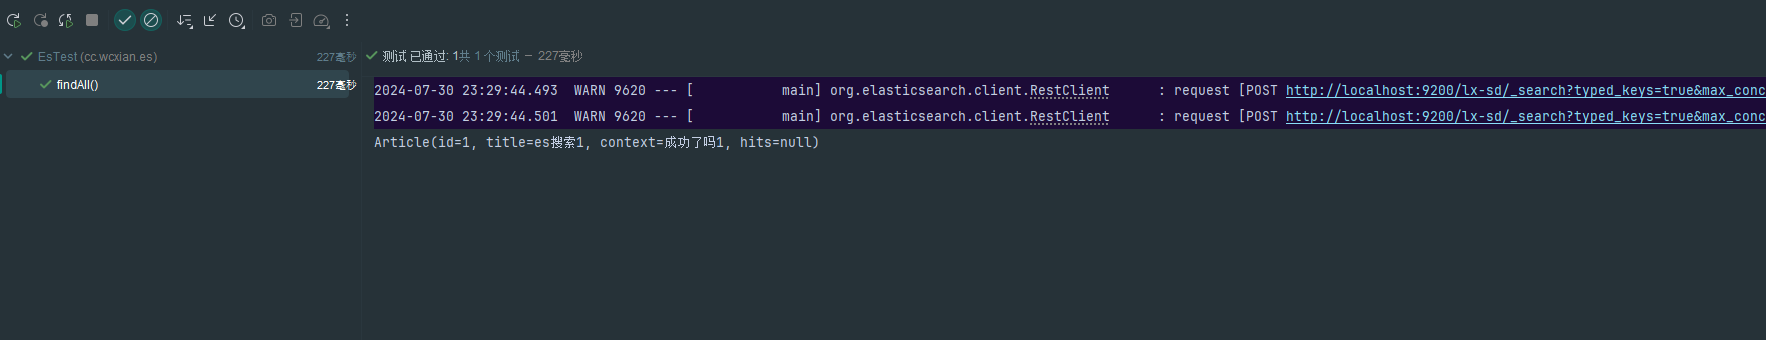 EsTest (cc.wcxian.es) 227毫秒
findAll() 227毫秒
测试 已通过: 1共 1 个测试 – 227毫秒
2024-07-30 23:29:44.493  WARN 9620 --- [           main] org.elasticsearch.client.RestClient      : request [POST http://localhost:9200/lx-sd/_search?typed_keys=true&max_conc
2024-07-30 23:29:44.501  WARN 9620 --- [           main] org.elasticsearch.client.RestClient      : request [POST http://localhost:9200/lx-sd/_search?typed_keys=true&max_conc
Article(id=1, title=es搜索1, context=成功了吗1, hits=null)